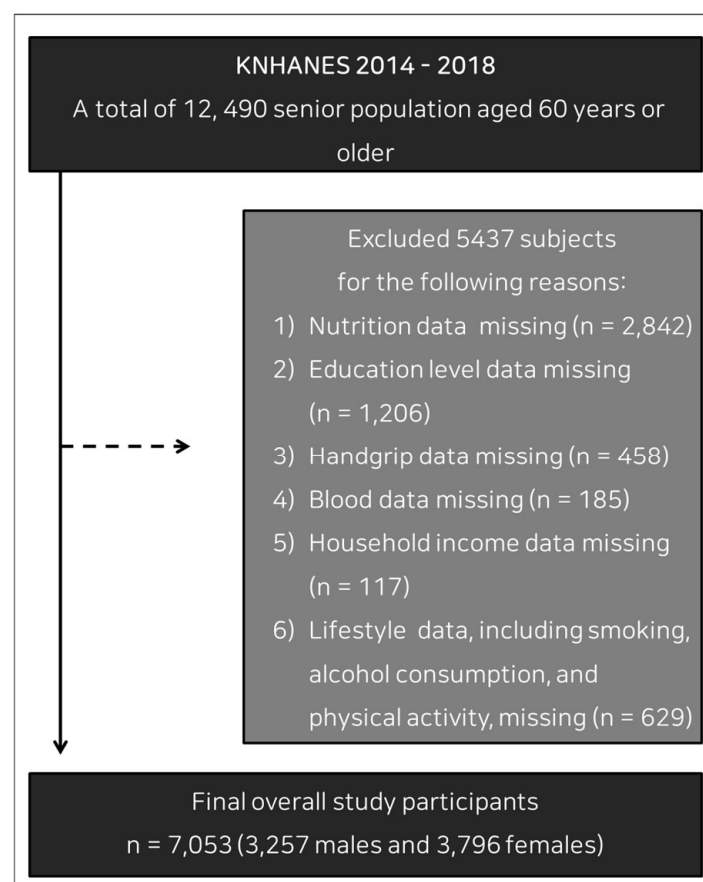 KNHANES 2014 - 2018
A total of 12, 490 senior population aged 60 years or
older
Excluded 5437 subjects
for the following reasons:
1) Nutrition data missing (n = 2,842)
2) Education level data missing
(n = 1,206)
3) Handgrip data missing (n = 458)
4) Blood data missing (n = 185)
5) Household income data missing
(n = 117)
6) Lifestyle data, including smoking,
alcohol consumption, and
physical activity, missing (n = 629)
Final overall study participants
n = 7,053 (3,257 males and 3,796 females)